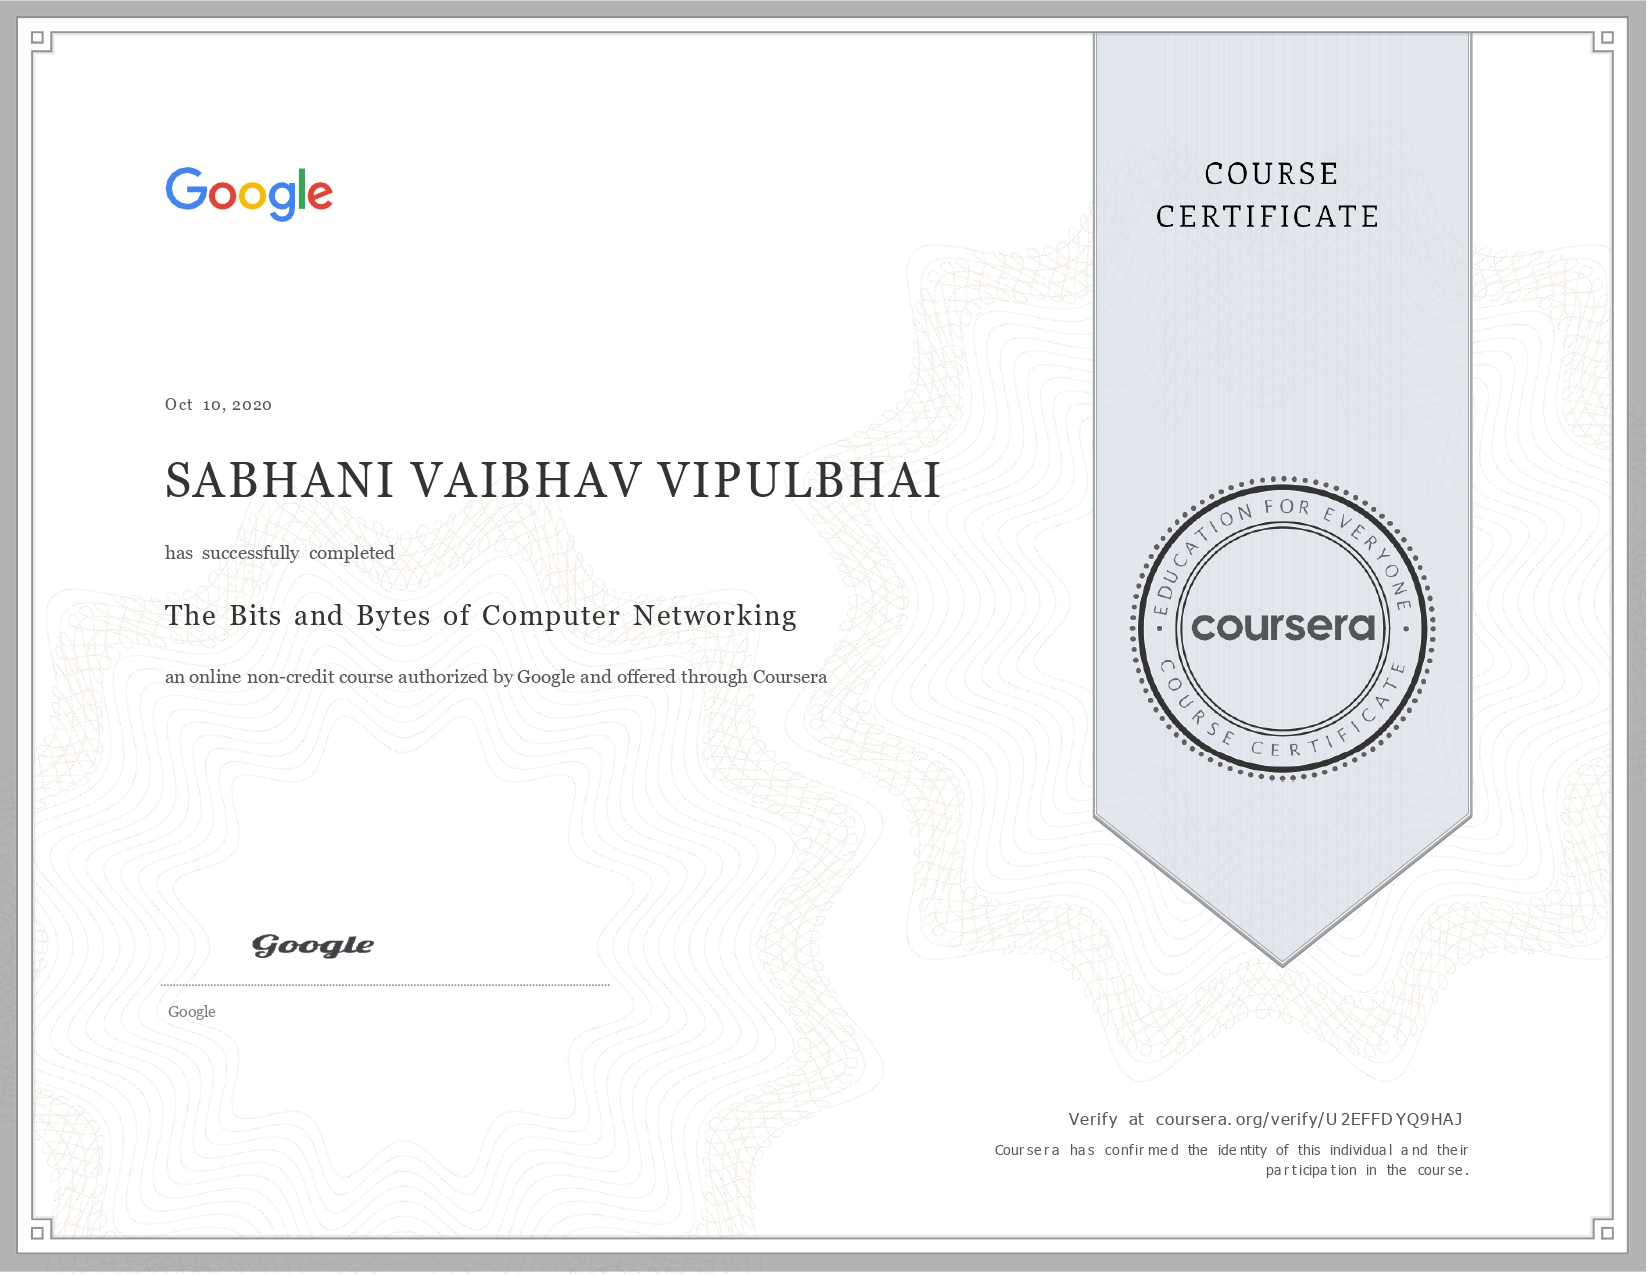 Google
COURSE
CERTIFICATE
Oct 10, 2020
SABHANI VAIBHAV VIPULBHAI
has successfully completed
The Bits and Bytes of Computer Networking
an online non-credit course authorized by Google and offered through Coursera
EDUCATION FOR EVERYONE
coursera
COURSE CERTIFICATE
Google
Google
Verify at coursera.org/verify/U2EFFDYQ9HAJ
Coursera has confirmed the identity of this individual and their
participation in the course.